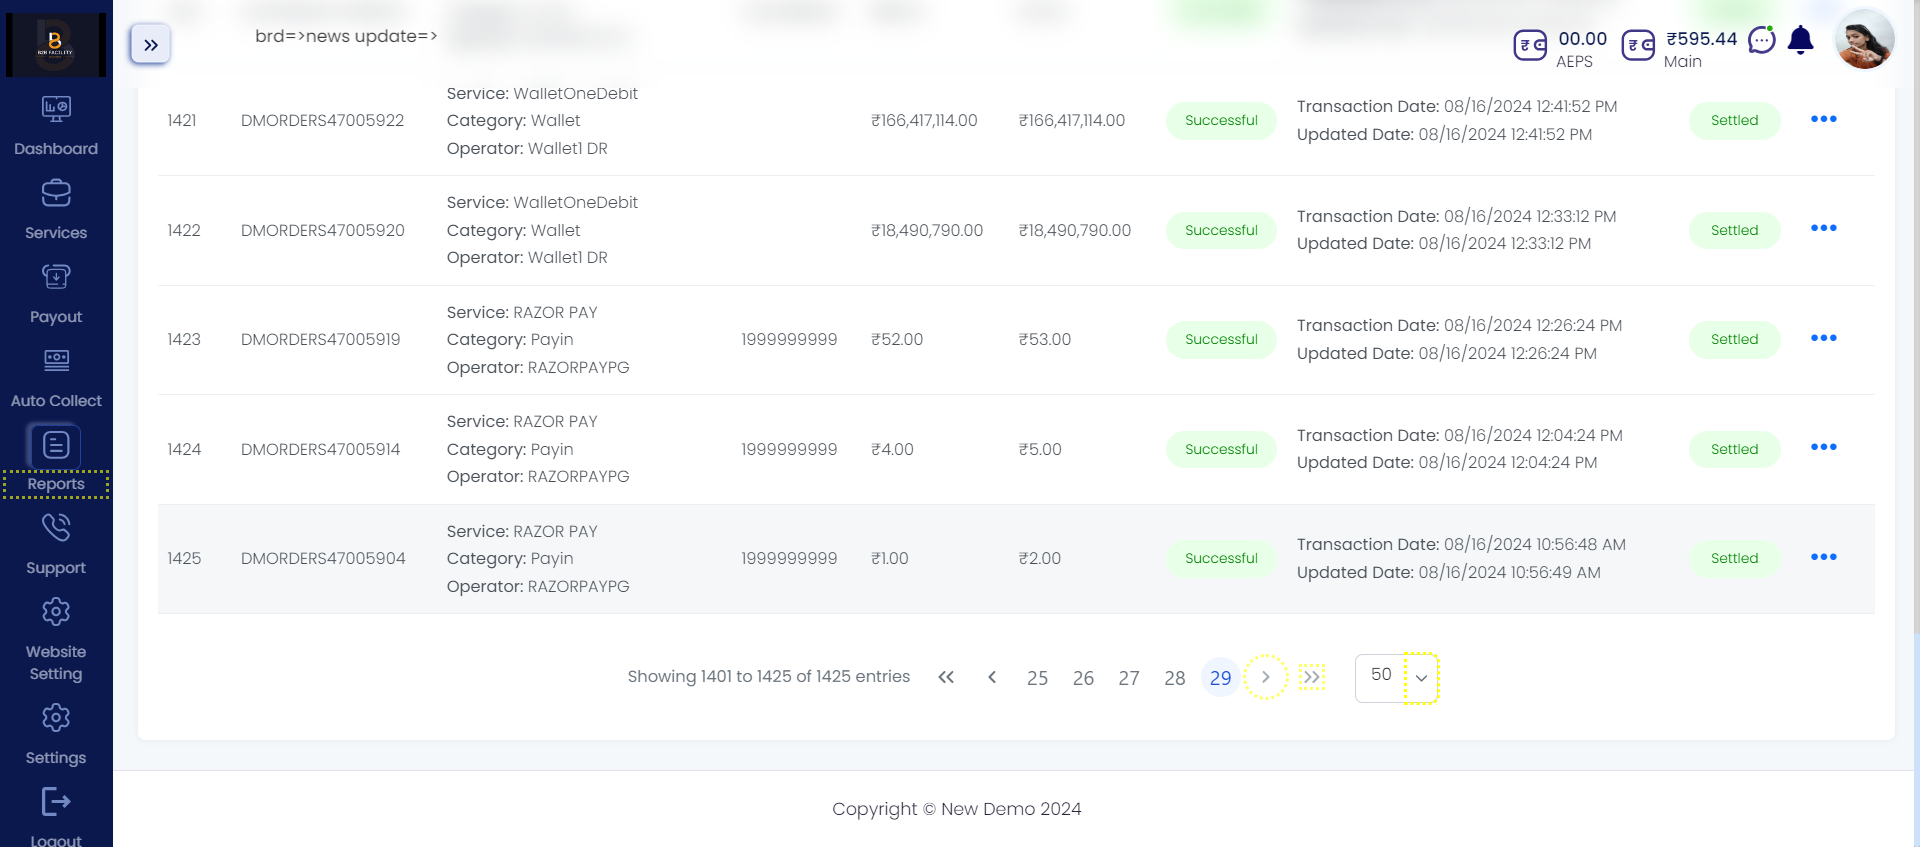 B2B FACILITY
brd=>news update=>
00.00
AEPS
₹595.44
Main
Dashboard
Services
Payout
Auto Collect
Reports
Support
Website
Setting
Settings
Logout
1421 DMORDERS47005922 Service: WalletOneDebit Category: Wallet Operator: Wallet1 DR ₹166,417,114.00 ₹166,417,114.00 Successful Transaction Date: 08/16/2024 12:41:52 PM Updated Date: 08/16/2024 12:41:52 PM Settled
1422 DMORDERS47005920 Service: WalletOneDebit Category: Wallet Operator: Wallet1 DR ₹18,490,790.00 ₹18,490,790.00 Successful Transaction Date: 08/16/2024 12:33:12 PM Updated Date: 08/16/2024 12:33:12 PM Settled
1423 DMORDERS47005919 Service: RAZOR PAY Category: Payin Operator: RAZORPAYPG 1999999999 ₹52.00 ₹53.00 Successful Transaction Date: 08/16/2024 12:26:24 PM Updated Date: 08/16/2024 12:26:24 PM Settled
1424 DMORDERS47005914 Service: RAZOR PAY Category: Payin Operator: RAZORPAYPG 1999999999 ₹4.00 ₹5.00 Successful Transaction Date: 08/16/2024 12:04:24 PM Updated Date: 08/16/2024 12:04:24 PM Settled
1425 DMORDERS47005904 Service: RAZOR PAY Category: Payin Operator: RAZORPAYPG 1999999999 ₹1.00 ₹2.00 Successful Transaction Date: 08/16/2024 10:56:48 AM Updated Date: 08/16/2024 10:56:49 AM Settled
Showing 1401 to 1425 of 1425 entries 25 26 27 28 29 50
Copyright © New Demo 2024